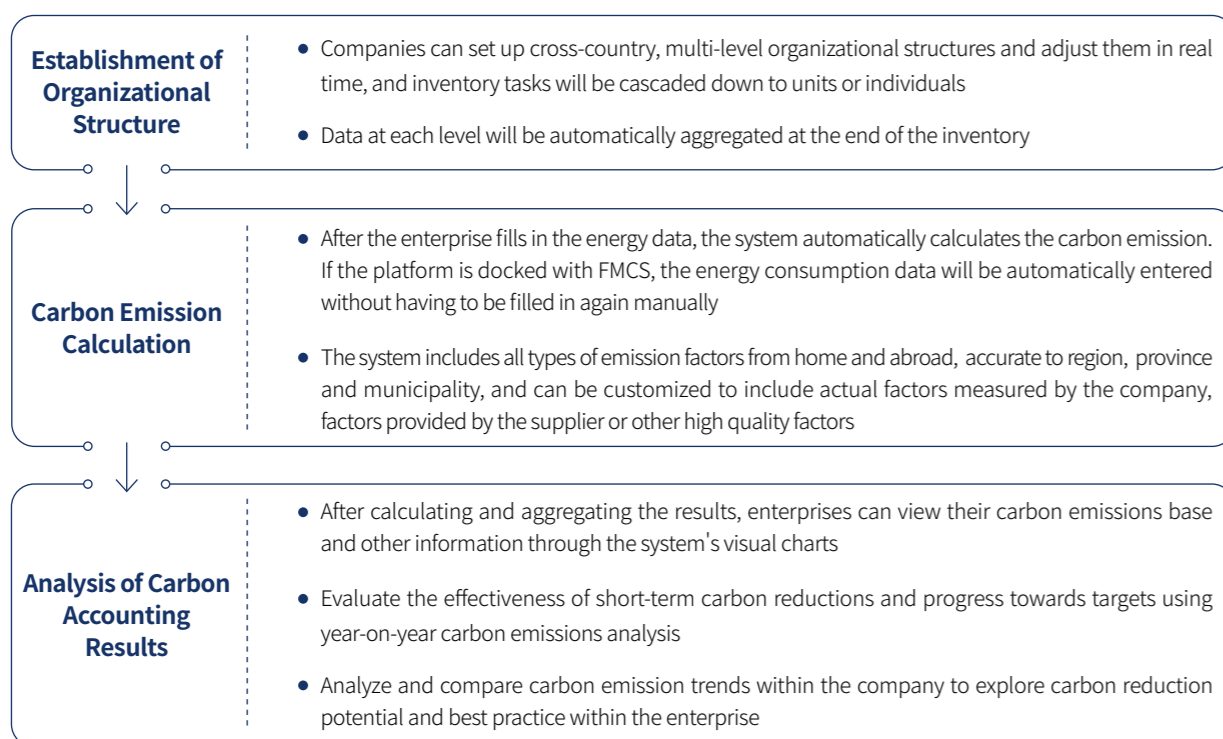 Establishment of
Organizational
Structure
● Companies can set up cross-country, multi-level organizational structures and adjust them in real
time, and inventory tasks will be cascaded down to units or individuals
● Data at each level will be automatically aggregated at the end of the inventory
Carbon Emission
Calculation
● After the enterprise fills in the energy data, the system automatically calculates the carbon emission.
If the platform is docked with FMCS, the energy consumption data will be automatically entered
without having to be filled in again manually
● The system includes all types of emission factors from home and abroad, accurate to region, province
and municipality, and can be customized to include actual factors measured by the company,
factors provided by the supplier or other high quality factors
Analysis of Carbon
Accounting
Results
● After calculating and aggregating the results, enterprises can view their carbon emissions base
and other information through the system's visual charts
● Evaluate the effectiveness of short-term carbon reductions and progress towards targets using
year-on-year carbon emissions analysis
● Analyze and compare carbon emission trends within the company to explore carbon reduction
potential and best practice within the enterprise